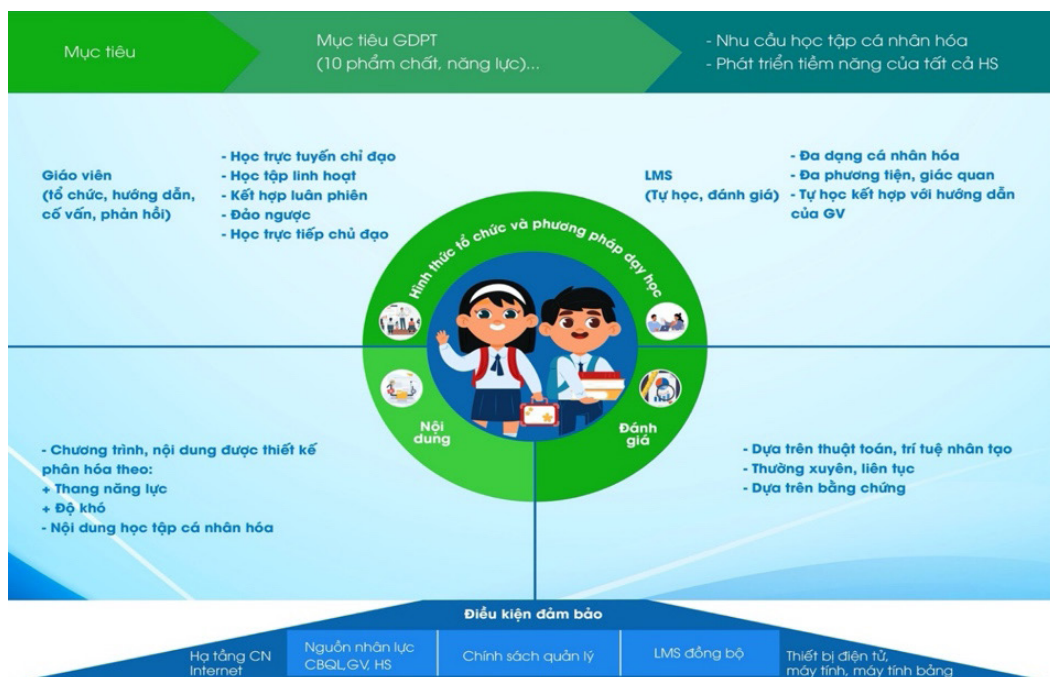 Mục tiêu
Mục tiêu GDPT
(10 phẩm chất, năng lực)...
- Nhu cầu học tập cá nhân hóa
- Phát triển tiềm năng của tất cả HS
Giáo viên
(tổ chức, hướng dẫn,
cố vấn, phản hồi)
- Học trực tuyến chỉ đạo
- Học tập linh hoạt
- Kết hợp luân phiên
- Đảo ngược
- Học trực tiếp chủ đạo
LMS
(Tự học, đánh giá)
- Đa dạng cá nhân hóa
- Đa phương tiện, giác quan
- Tự học kết hợp với hướng dẫn
của GV
Hình thức tổ chức và phương pháp dạy học
Nội
dung
Đánh
giá
- Chương trình, nội dung được thiết kế
phân hóa theo:
+ Thang năng lực
+ Độ khó
- Nội dung học tập cá nhân hóa
- Dựa trên thuật toán, trí tuệ nhân tạo
- Thường xuyên, liên tục
- Dựa trên bằng chứng
Điều kiện đảm bảo
Hạ tầng CN
Internet
Nguồn nhân lực
CBQL,GV, HS
Chính sách quản lý
LMS đồng bộ
Thiết bị điện tử,
máy tính, máy tính bảng